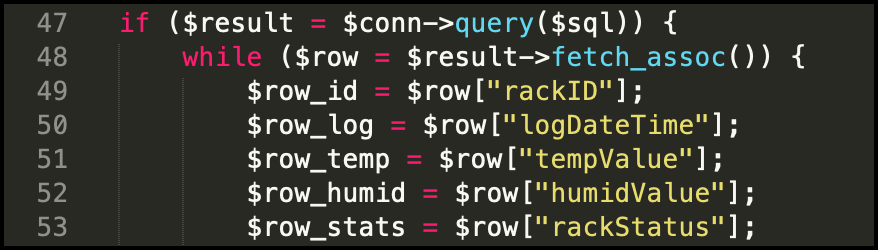 47 if ($result = $conn->query($sql)) {
48 while ($row = $result->fetch_assoc()) {
49 $row_id = $row["rackID"];
50 $row_log = $row["logDateTime"];
51 $row_temp = $row["tempValue"];
52 $row_humid = $row["humidValue"];
53 $row_stats = $row["rackStatus"];